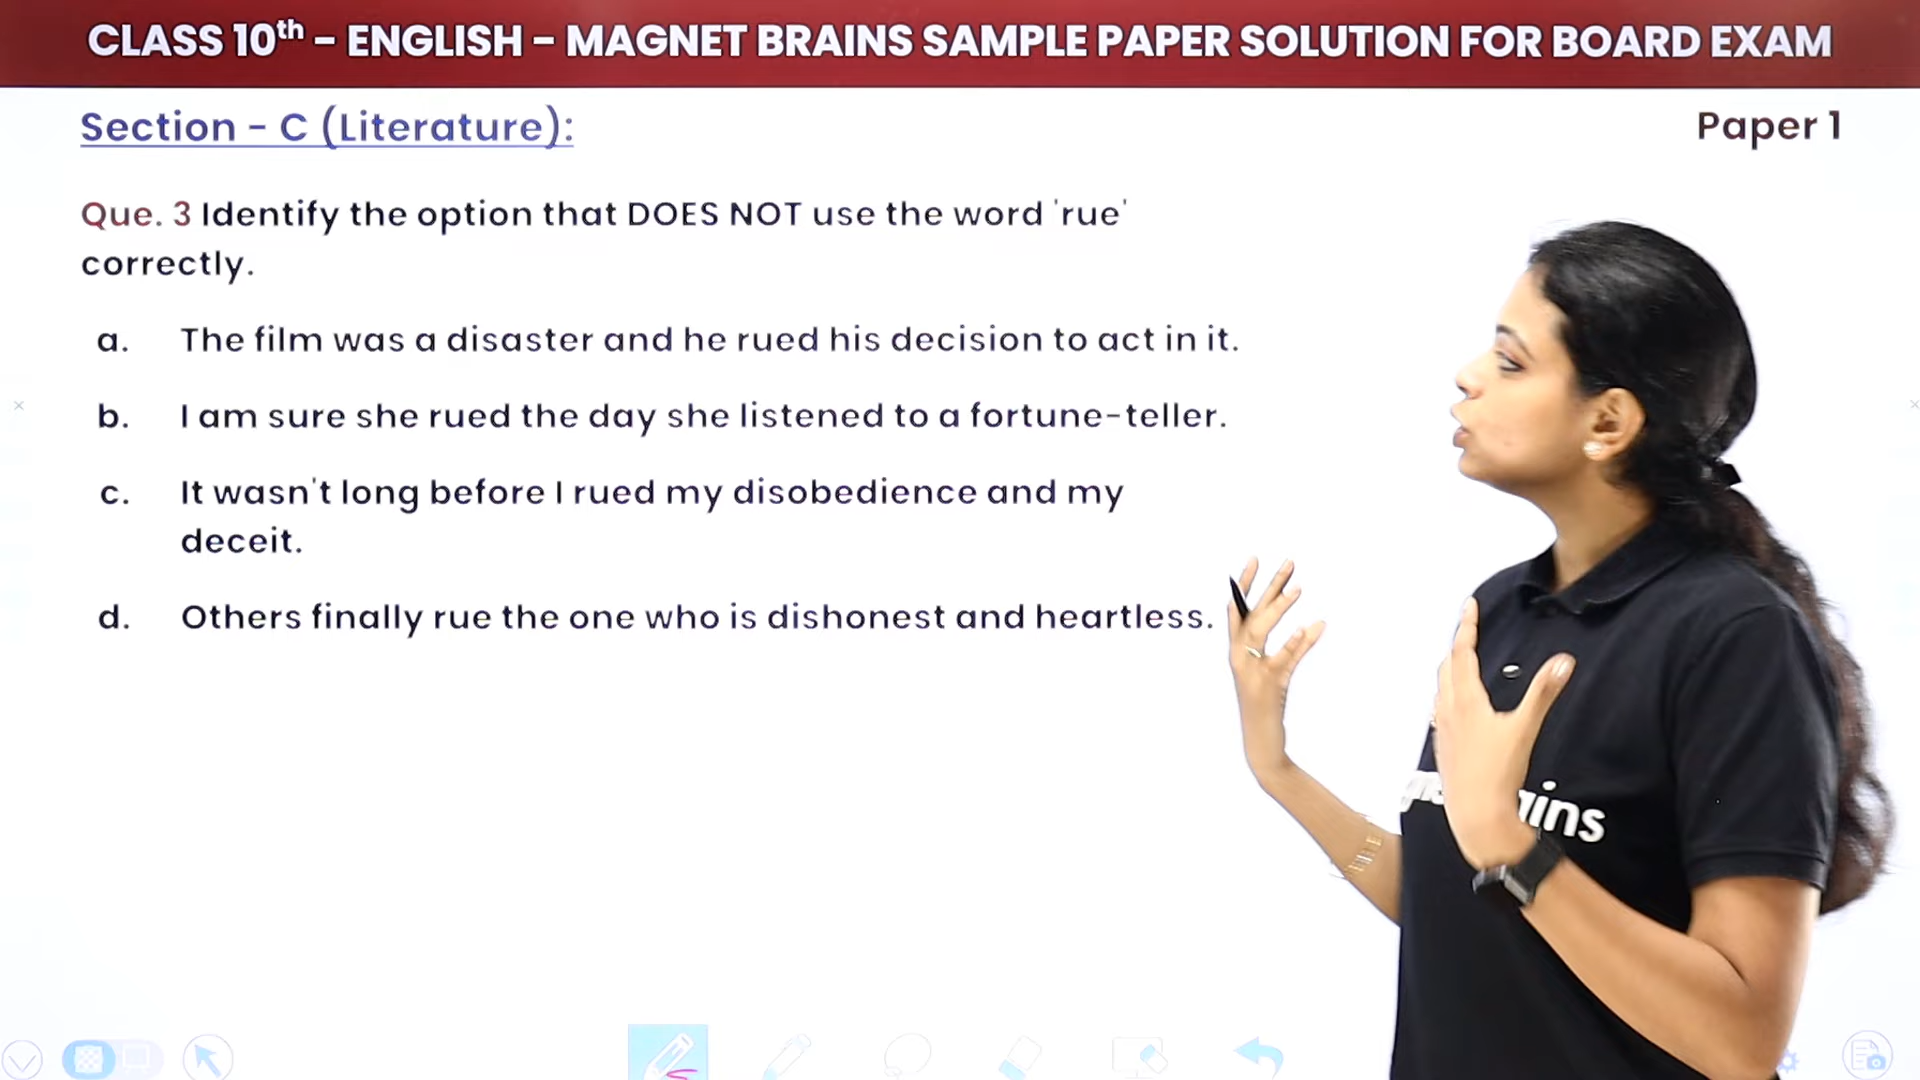 CLASS 10th - ENGLISH - MAGNET BRAINS SAMPLE PAPER SOLUTION FOR BOARD EXAM
Section - C (Literature):
Paper 1
Que. 3 Identify the option that DOES NOT use the word 'rue'
correctly.
a. The film was a disaster and he rued his decision to act in it.
b. I am sure she rued the day she listened to a fortune-teller.
c. It wasn't long before I rued my disobedience and my
deceit.
d. Others finally rue the one who is dishonest and heartless.